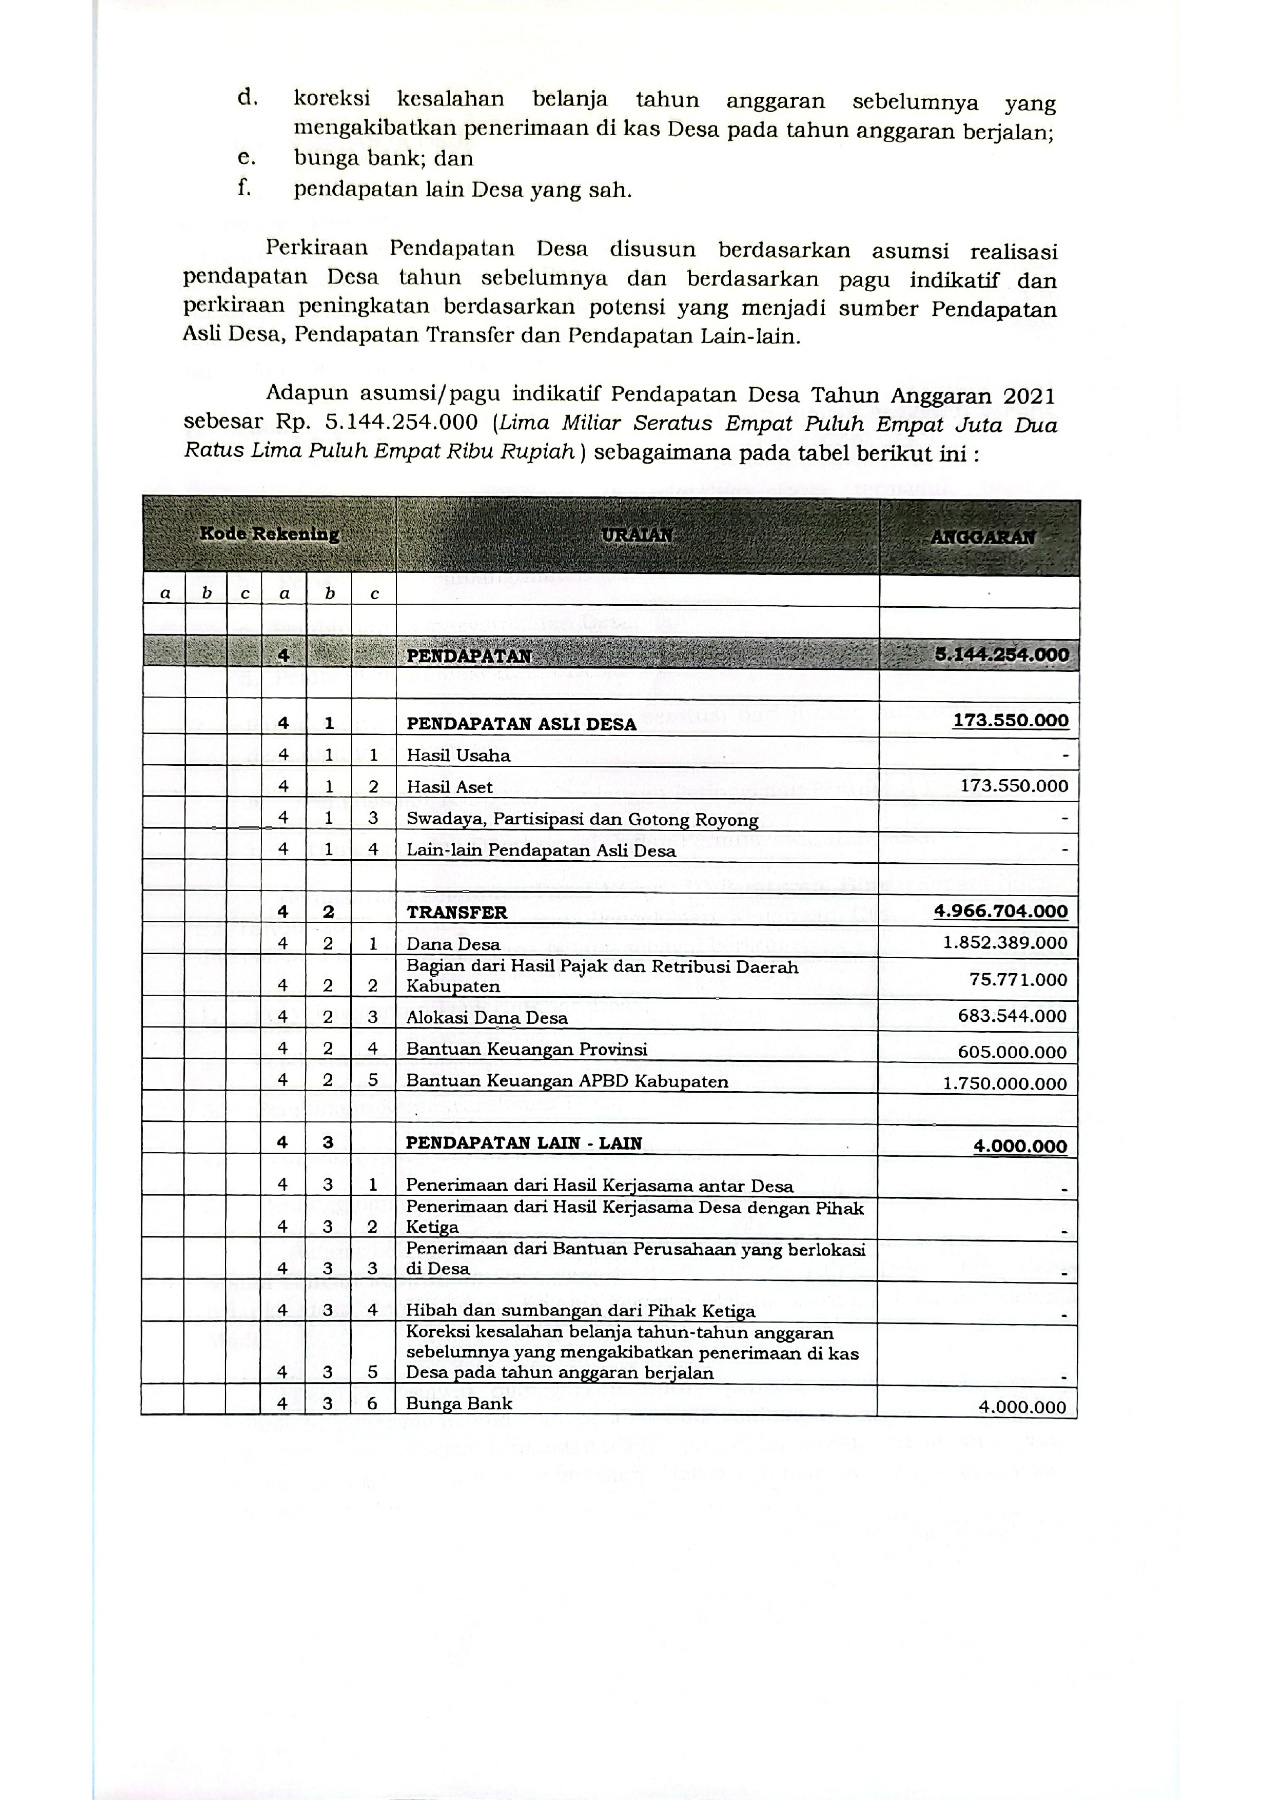 d. koreksi kesalahan belanja tahun anggaran sebelumnya yang
mengakibatkan penerimaan di kas Desa pada tahun anggaran berjalan;
e. bunga bank; dan
f. pendapatan lain Desa yang sah.
Perkiraan Pendapatan Desa disusun berdasarkan asumsi realisasi
pendapatan Desa tahun sebelumnya dan berdasarkan pagu indikatif dan
perkiraan peningkatan berdasarkan potensi yang menjadi sumber Pendapatan
Asli Desa, Pendapatan Transfer dan Pendapatan Lain-lain.
Adapun asumsi/pagu indikatif Pendapatan Desa Tahun Anggaran 2021
sebesar Rp. 5.144.254.000 (Lima Miliar Seratus Empat Puluh Empat Juta Dua
Ratus Lima Puluh Empat Ribu Rupiah ) sebagaimana pada tabel berikut ini :
Kode Rekening URAIAN ANGGARAN
a b c a b c
4 PENDAPATAN 5.144.254.000
4 1 PENDAPATAN ASLI DESA 173.550.000
4 1 1 Hasil Usaha -
4 1 2 Hasil Aset 173.550.000
4 1 3 Swadaya, Partisipasi dan Gotong Royong -
4 1 4 Lain-lain Pendapatan Asli Desa -
4 2 TRANSFER 4.966.704.000
4 2 1 Dana Desa 1.852.389.000
Bagian dari Hasil Pajak dan Retribusi Daerah
4 2 2 Kabupaten 75.771.000
4 2 3 Alokasi Dana Desa 683.544.000
4 2 4 Bantuan Keuangan Provinsi 605.000.000
4 2 5 Bantuan Keuangan APBD Kabupaten 1.750.000.000
4 3 PENDAPATAN LAIN - LAIN 4.000.000
4 3 1 Penerimaan dari Hasil Kerjasama antar Desa -
Penerimaan dari Hasil Kerjasama Desa dengan Pihak
4 3 2 Ketiga -
Penerimaan dari Bantuan Perusahaan yang berlokasi
4 3 3 di Desa -
4 3 4 Hibah dan sumbangan dari Pihak Ketiga -
Koreksi kesalahan belanja tahun-tahun anggaran
sebelumnya yang mengakibatkan penerimaan di kas
4 3 5 Desa pada tahun anggaran berjalan -
4 3 6 Bunga Bank 4.000.000